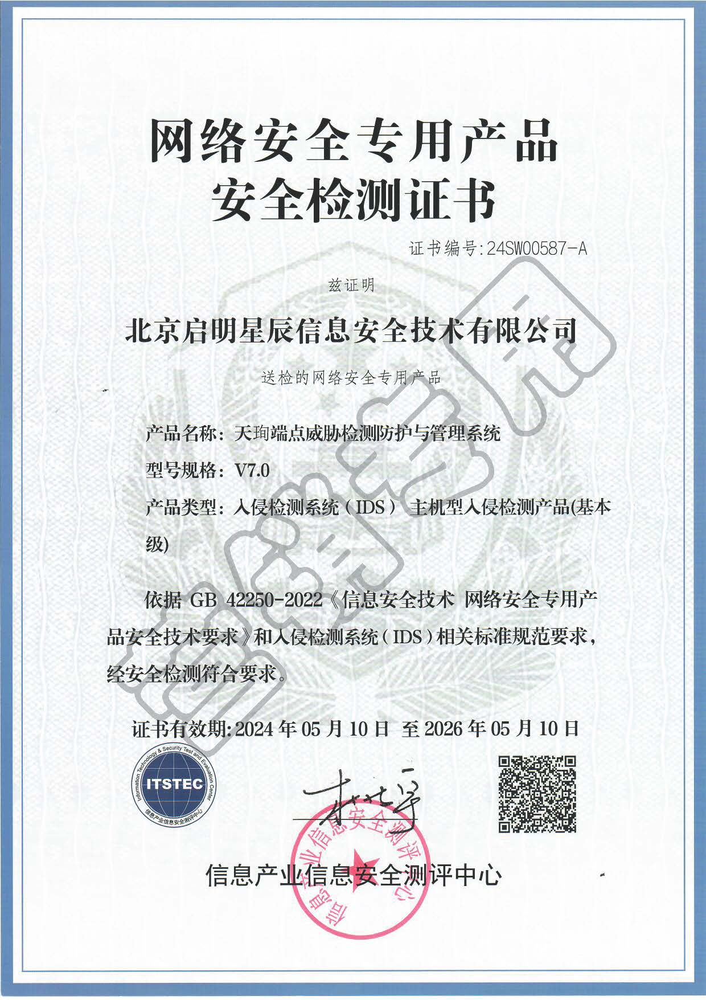 网络安全专用产品
安全检测证书
证书编号:24SW00587-A
兹证明
北京启明星辰信息安全技术有限公司
送检的网络安全专用产品
产品名称：天珣端点威胁检测防护与管理系统
型号规格：V7.0
产品类型：入侵检测系统（IDS） 主机型入侵检测产品(基本
级)
依据 GB 42250-2022《信息安全技术 网络安全专用产
品安全技术要求》和入侵检测系统（IDS）相关标准规范要求，
经安全检测符合要求。
证书有效期:2024 年 05 月 10 日 至 2026 年 05 月 10 日
Information Technology & Security Test and Evaluation Center
ITSTEC
信息产业信息安全测评中心
信息产业信息安全测评中心
信息产业信息安全测评中心